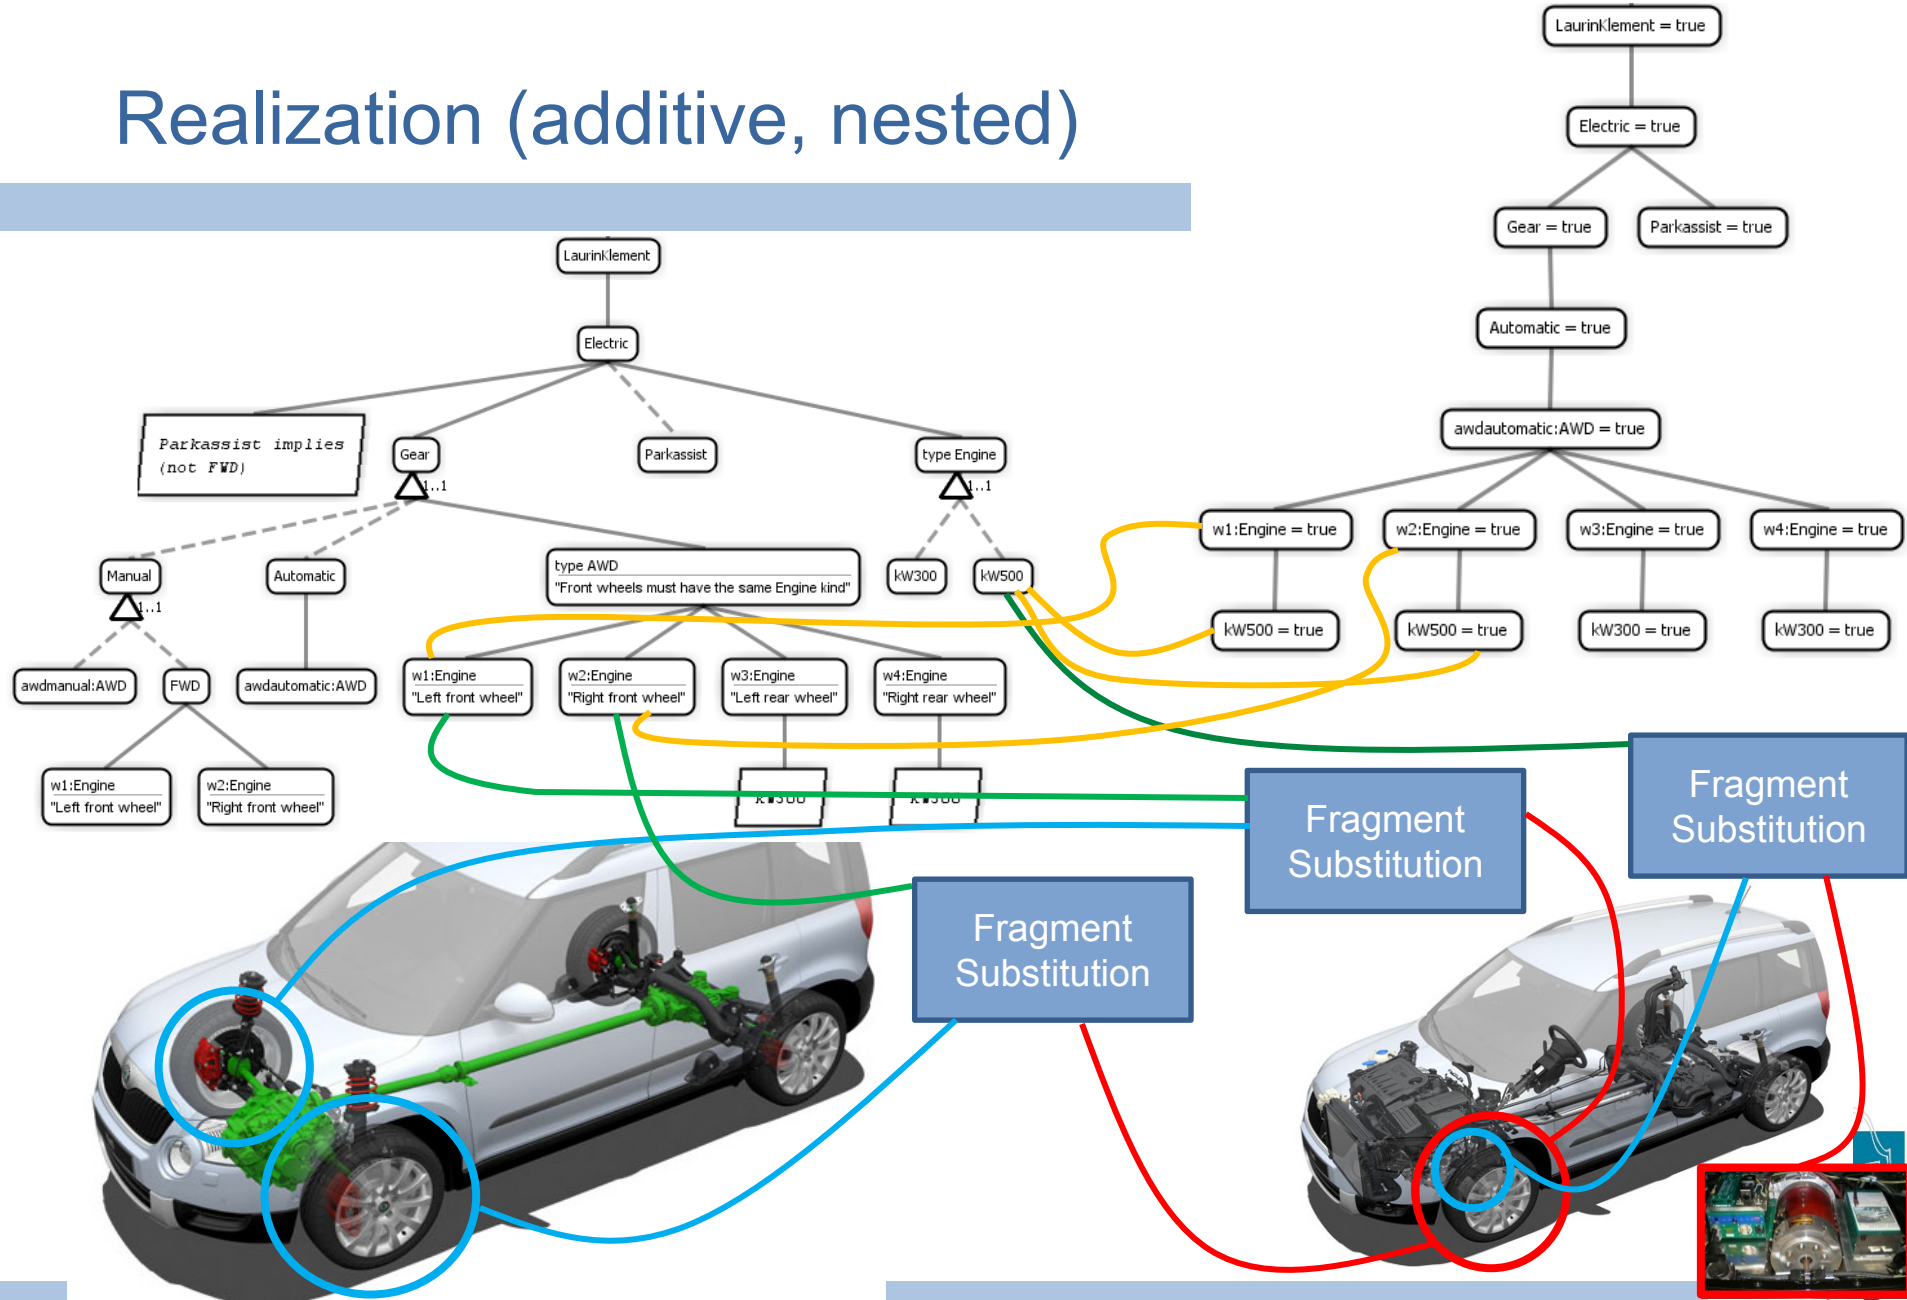 Realization (additive, nested)
LaurinKlement = true
Electric = true
Gear = true
Parkassist = true
Automatic = true
awdautomatic:AWD = true
w1:Engine = true
w2:Engine = true
w3:Engine = true
w4:Engine = true
kW500 = true
kW500 = true
kW300 = true
kW300 = true
LaurinKlement
Electric
Parkassist implies
(not FWD)
Gear
1..1
Parkassist
type Engine
1..1
Manual
1..1
Automatic
type AWD
"Front wheels must have the same Engine kind"
kW300
kW500
awdmanual:AWD
FWD
awdautomatic:AWD
w1:Engine
"Left front wheel"
w2:Engine
"Right front wheel"
w3:Engine
"Left rear wheel"
w4:Engine
"Right rear wheel"
w1:Engine
"Left front wheel"
w2:Engine
"Right front wheel"
kW300
kW300
Fragment
Substitution
Fragment
Substitution
Fragment
Substitution